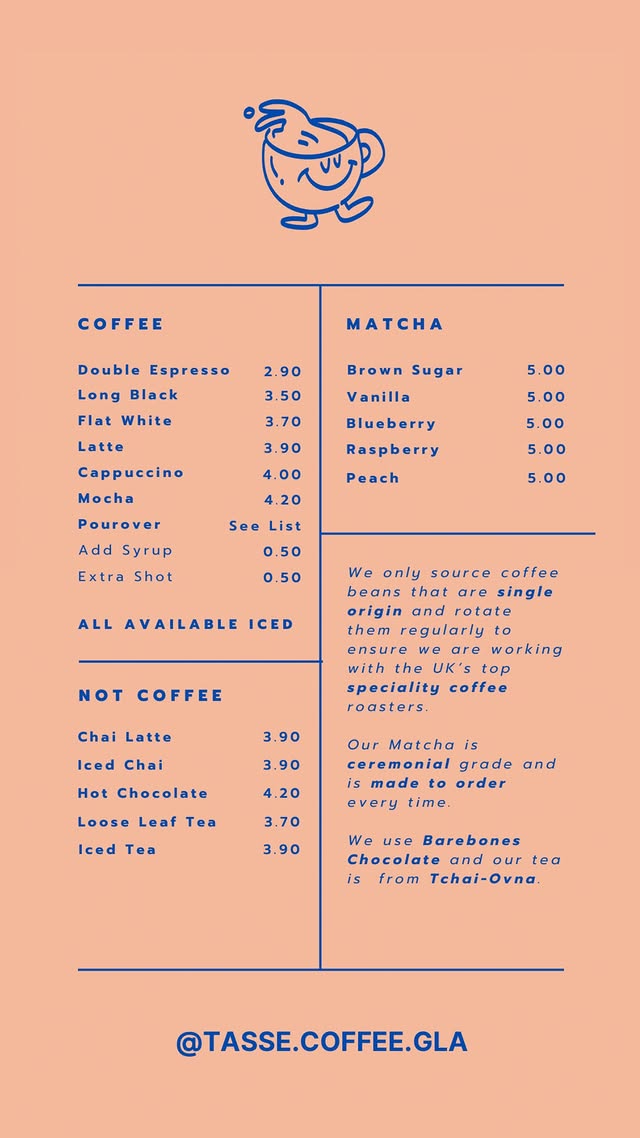 COFFEE
Double Espresso 2.90
Long Black 3.50
Flat White 3.70
Latte 3.90
Cappuccino 4.00
Mocha 4.20
Pourover See List
Add Syrup 0.50
Extra Shot 0.50
ALL AVAILABLE ICED
NOT COFFEE
Chai Latte 3.90
Iced Chai 3.90
Hot Chocolate 4.20
Loose Leaf Tea 3.70
Iced Tea 3.90
MATCHA
Brown Sugar 5.00
Vanilla 5.00
Blueberry 5.00
Raspberry 5.00
Peach 5.00
We only source coffee
beans that are single
origin and rotate
them regularly to
ensure we are working
with the UK's top
speciality coffee
roasters.
Our Matcha is
ceremonial grade and
is made to order
every time.
We use Barebones
Chocolate and our tea
is from Tchai-Ovna.
@TASSE.COFFEE.GLA